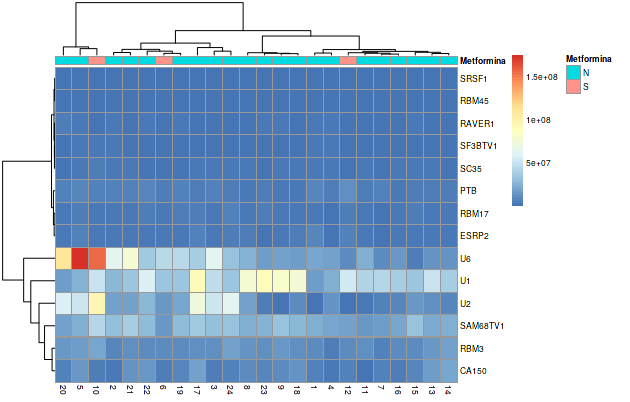 Metformina
Metformina
N
S
1.5e+08
1e+08
5e+07
SRSF1
RBM45
RAVER1
SF3BTV1
SC35
PTB
RBM17
ESRP2
U6
U1
U2
SAM68TV1
RBM3
CA150
20 5 10 2 21 22 6 19 17 3 24 8 23 9 18 1 4 12 11 7 16 15 13 14